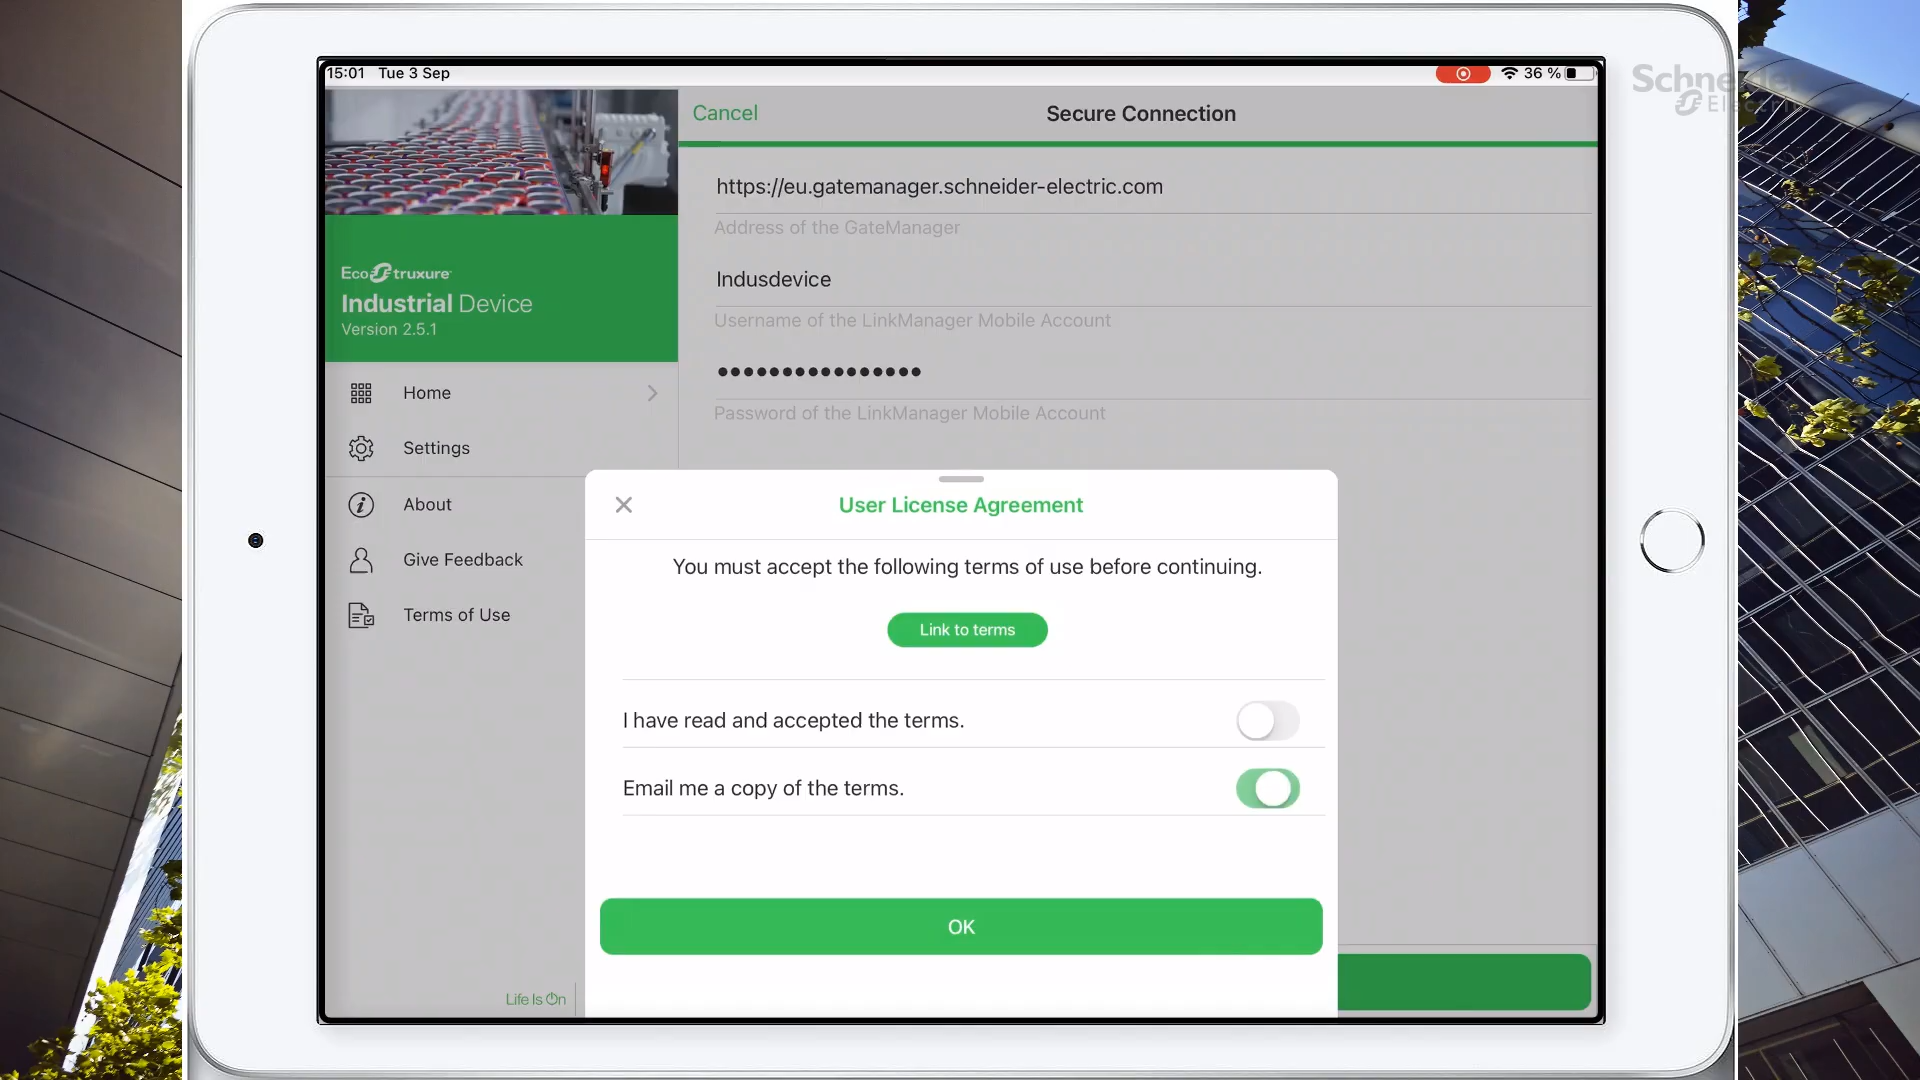 15:01 Tue 3 Sep
36 %
Schneider
Electric
Cancel
Secure Connection
https://eu.gatemanager.schneider-electric.com
Address of the GateManager
EcoStruxure
Industrial Device
Version 2.5.1
Indusdevice
Username of the LinkManager Mobile Account
Password of the LinkManager Mobile Account
Home
Settings
About
Give Feedback
Terms of Use
User License Agreement
You must accept the following terms of use before continuing.
Link to terms
I have read and accepted the terms.
Email me a copy of the terms.
OK
Life Is On